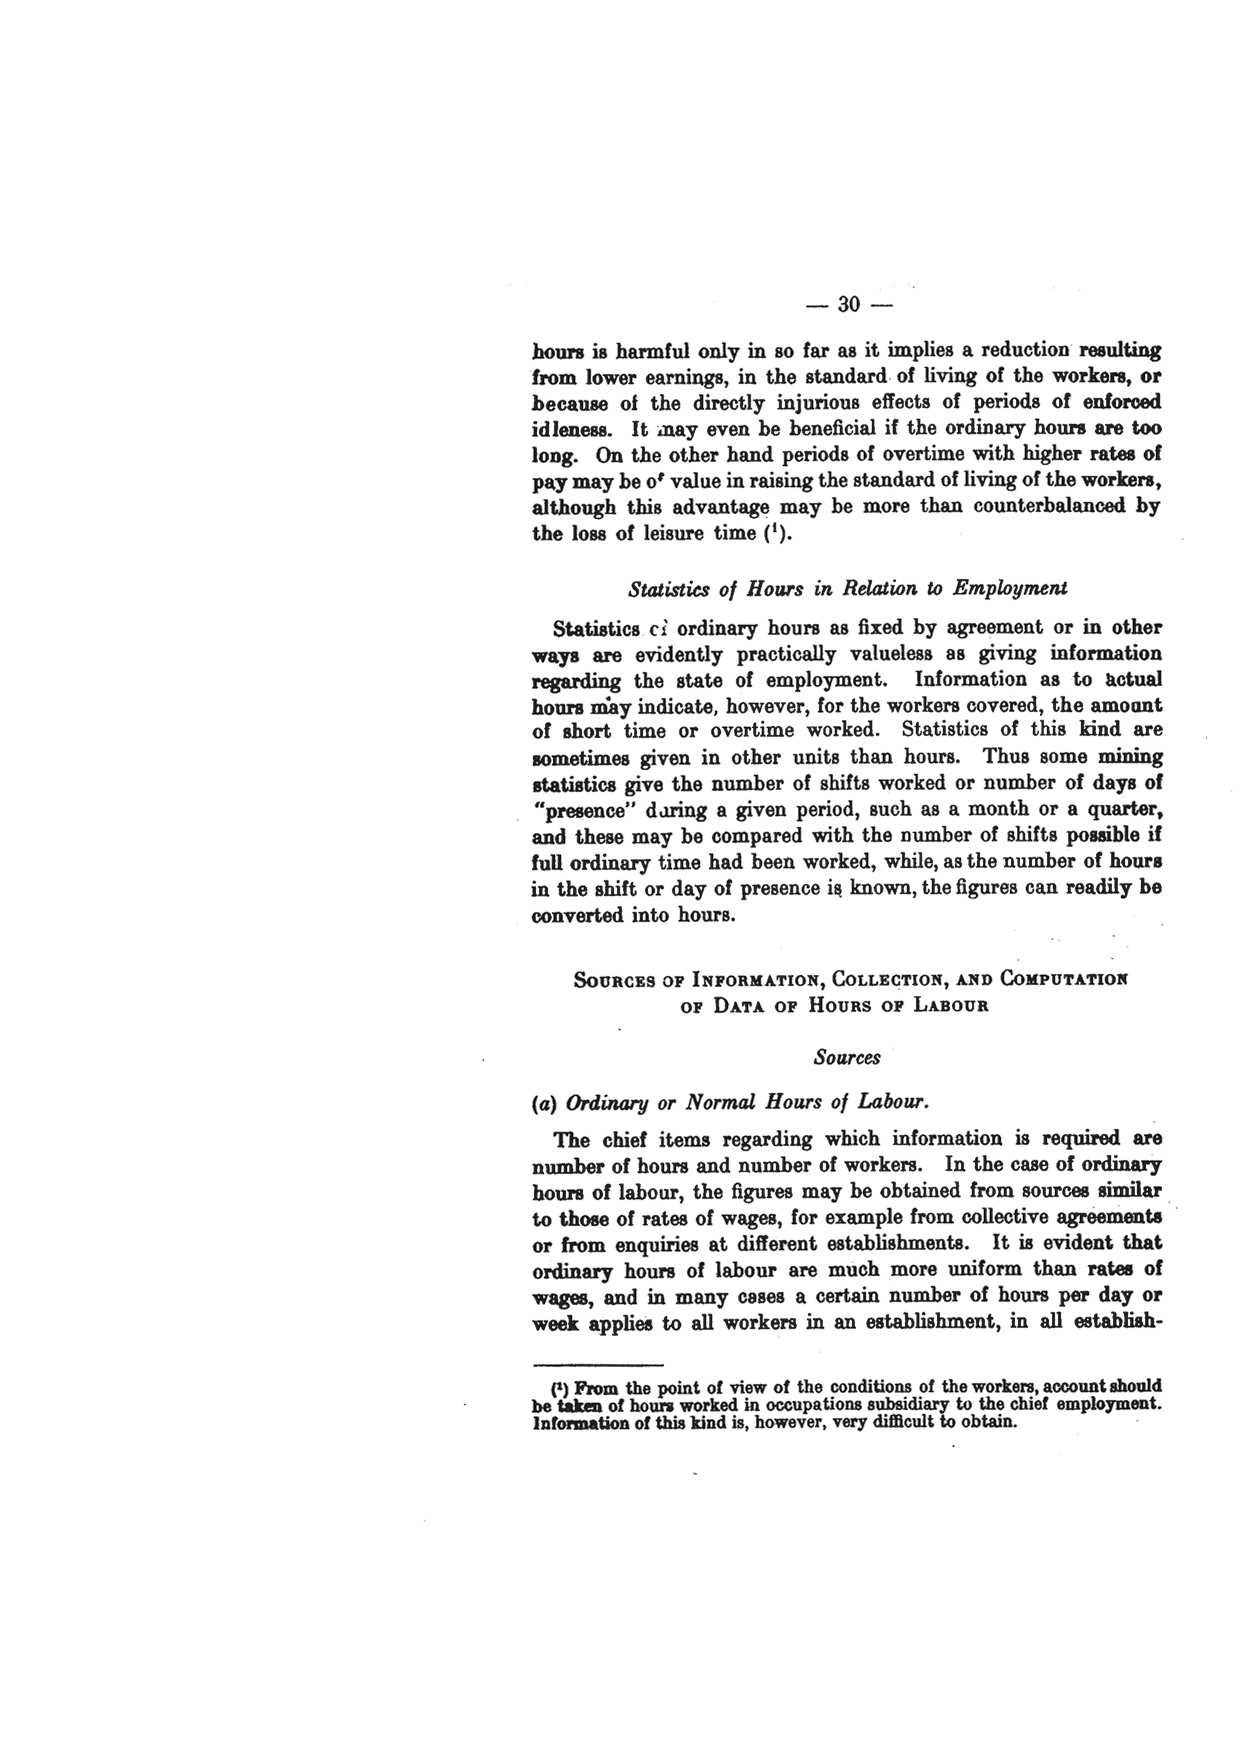 — 30 —
hours is harmful only in so far as it implies a reduction resulting
from lower earnings, in the standard of living of the workers, or
because of the directly injurious effects of periods of enforced
idleness. It may even be beneficial if the ordinary hours are too
long. On the other hand periods of overtime with higher rates of
pay may be of value in raising the standard of living of the workers,
although this advantage may be more than counterbalanced by
the loss of leisure time (¹).
Statistics of Hours in Relation to Employment
Statistics of ordinary hours as fixed by agreement or in other
ways are evidently practically valueless as giving information
regarding the state of employment. Information as to actual
hours may indicate, however, for the workers covered, the amount
of short time or overtime worked. Statistics of this kind are
sometimes given in other units than hours. Thus some mining
statistics give the number of shifts worked or number of days of
“presence” during a given period, such as a month or a quarter,
and these may be compared with the number of shifts possible if
full ordinary time had been worked, while, as the number of hours
in the shift or day of presence is known, the figures can readily be
converted into hours.
SOURCES OF INFORMATION, COLLECTION, AND COMPUTATION
OF DATA OF HOURS OF LABOUR
Sources
(a) Ordinary or Normal Hours of Labour.
The chief items regarding which information is required are
number of hours and number of workers. In the case of ordinary
hours of labour, the figures may be obtained from sources similar
to those of rates of wages, for example from collective agreements
or from enquiries at different establishments. It is evident that
ordinary hours of labour are much more uniform than rates of
wages, and in many cases a certain number of hours per day or
week applies to all workers in an establishment, in all establish-
(¹) From the point of view of the conditions of the workers, account should
be taken of hours worked in occupations subsidiary to the chief employment.
Information of this kind is, however, very difficult to obtain.